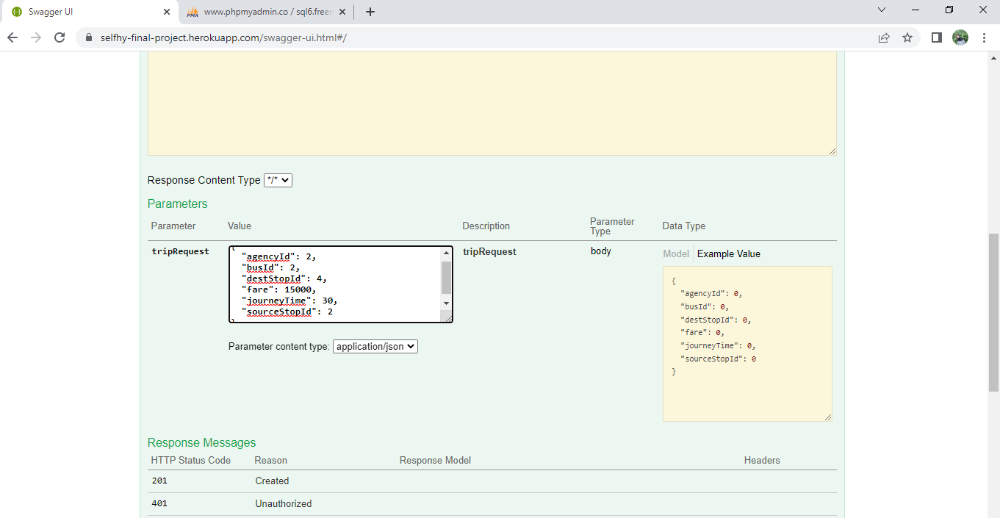 Swagger UI
PMA
www.phpmyadmin.co / sql6.freem
selfhy-final-project.herokuapp.com/swagger-ui.html#/
Response Content Type */*
Parameters
Parameter Value Description Parameter Type Data Type
tripRequest
{
"agencyId": 2,
"busId": 2,
"destStopId": 4,
"fare": 15000,
"journeyTime": 30,
"sourceStopId": 2
}
Parameter content type: application/json
tripRequest
body
Model Example Value
{
"agencyId": 0,
"busId": 0,
"destStopId": 0,
"fare": 0,
"journeyTime": 0,
"sourceStopId": 0
}
Response Messages
HTTP Status Code Reason Response Model Headers
201 Created
401 Unauthorized